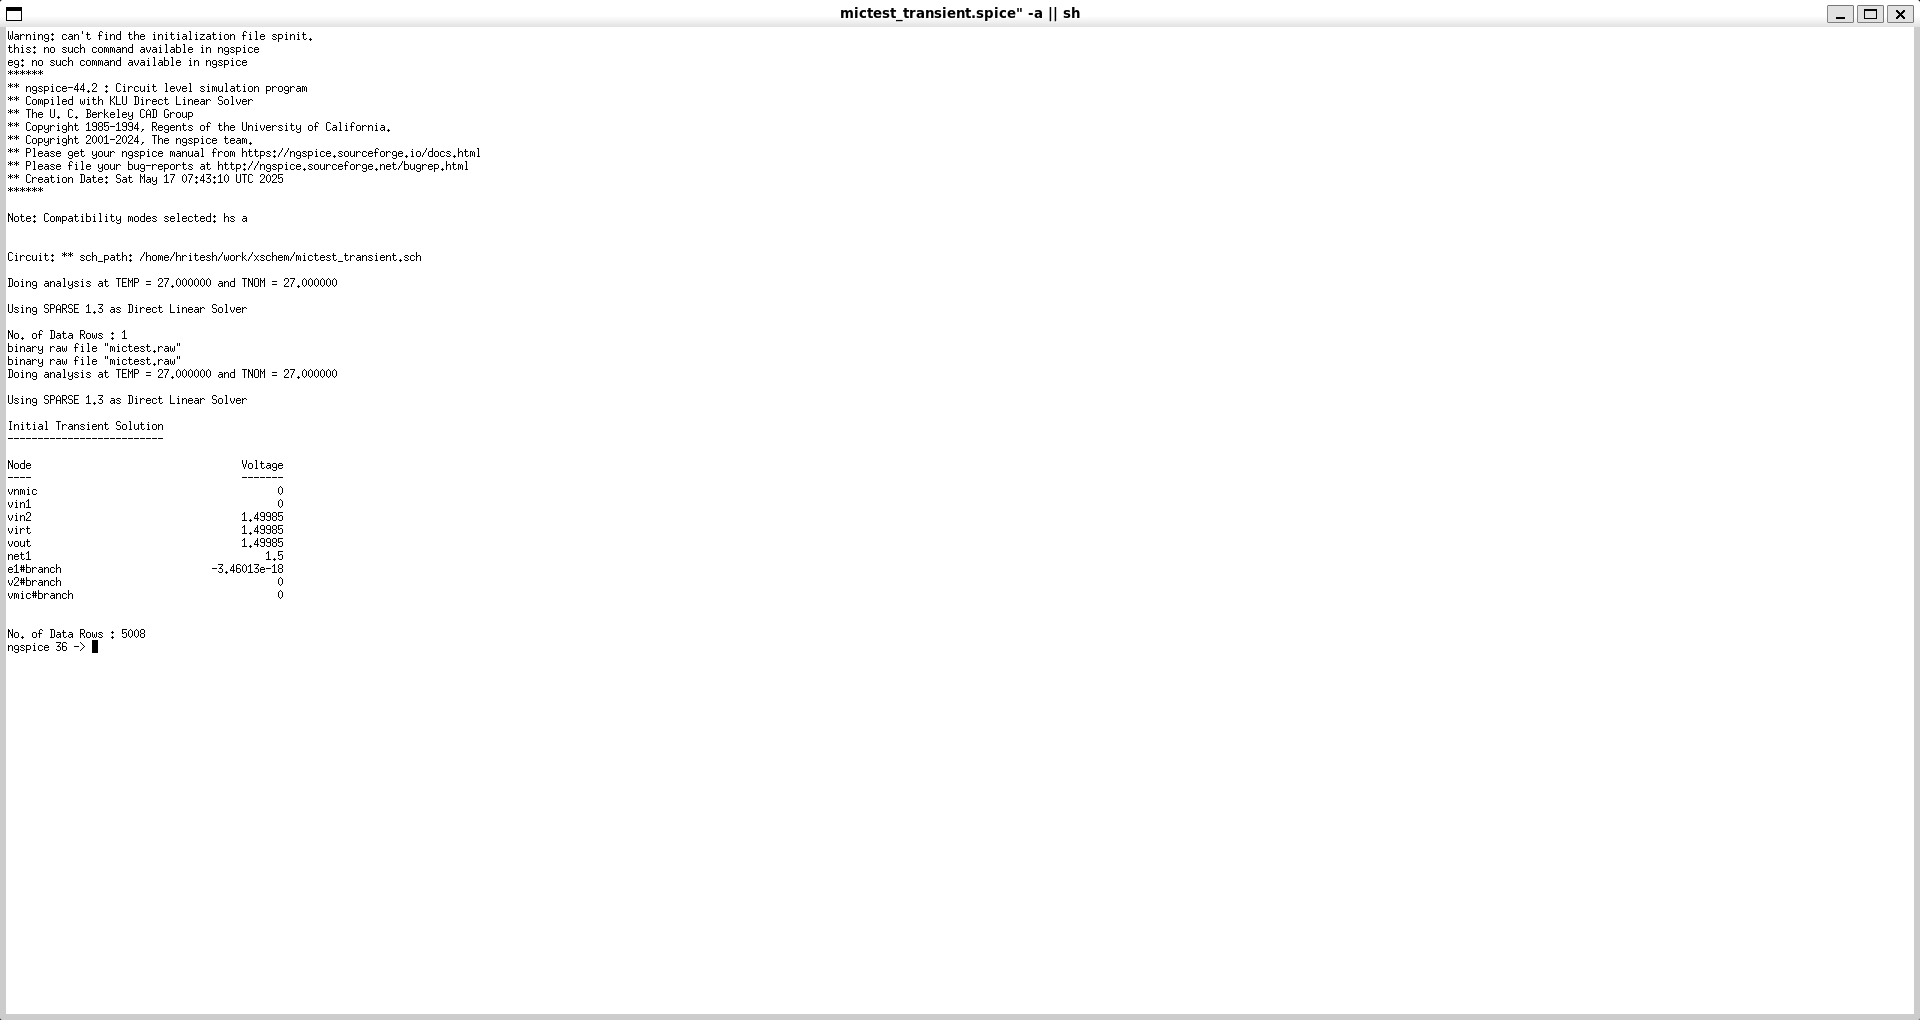 mictest_transient.spice" -a || sh
Warning: can't find the initialization file spinit.
this: no such command available in ngspice
eg: no such command available in ngspice
******
** ngspice-44.2 : Circuit level simulation program
** Compiled with KLU Direct Linear Solver
** The U. C. Berkeley CAD Group
** Copyright 1985-1994, Regents of the University of California.
** Copyright 2001-2024, The ngspice team.
** Please get your ngspice manual from https://ngspice.sourceforge.io/docs.html
** Please file your bug-reports at http://ngspice.sourceforge.net/bugrep.html
** Creation Date: Sat May 17 07:43:10 UTC 2025
******
Note: Compatibility modes selected: hs a
Circuit: ** sch_path: /home/hritesh/work/xschem/mictest_transient.sch
Doing analysis at TEMP = 27.000000 and TNOM = 27.000000
Using SPARSE 1.3 as Direct Linear Solver
No. of Data Rows : 1
binary raw file "mictest.raw"
binary raw file "mictest.raw"
Doing analysis at TEMP = 27.000000 and TNOM = 27.000000
Using SPARSE 1.3 as Direct Linear Solver
Initial Transient Solution
--------------------------
Node Voltage
---- -------
vnmic 0
vin1 0
vin2 1.49985
virt 1.49985
vout 1.49985
net1 1.5
e1#branch -3.46013e-18
v2#branch 0
vmic#branch 0
No. of Data Rows : 5008
ngspice 36 ->